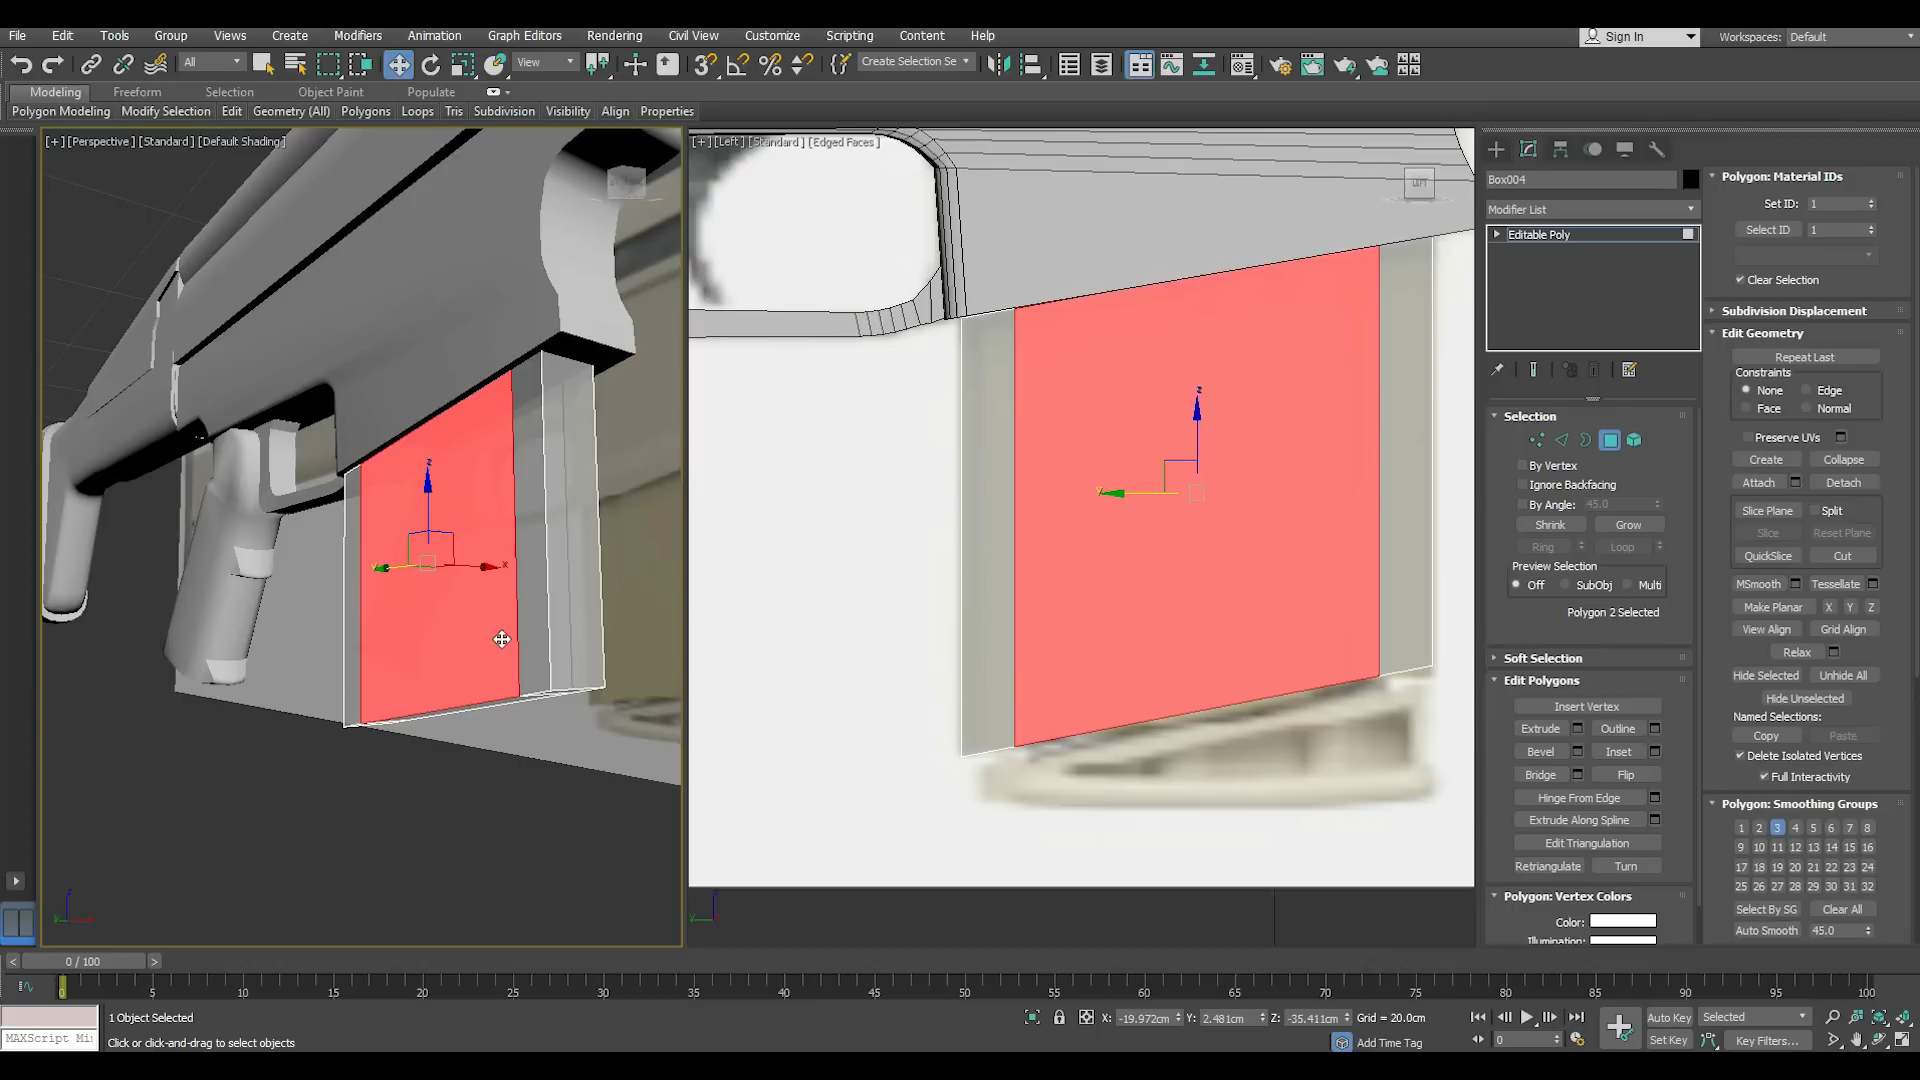 File Edit Tools Group Views Create Modifiers Animation Graph Editors Rendering Civil View Customize Scripting Content Help Sign In Workspaces: Default
All View Create Selection Se
Modeling Freeform Selection Object Paint Populate
Polygon Modeling Modify Selection Edit Geometry (All) Polygons Loops Tris Subdivision Visibility Align Properties
[+] [Perspective ] [Standard ] [Default Shading ]
[+] [Left ] [Standard ] [Edged Faces ]
LEFT
Box004
Modifier List
Editable Poly
Selection
By Vertex
Ignore Backfacing
By Angle: 45.0
Shrink Grow
Ring Loop
Preview Selection
Off SubObj Multi
Polygon 2 Selected
Soft Selection
Edit Polygons
Insert Vertex
Extrude Outline
Bevel Inset
Bridge Flip
Hinge From Edge
Extrude Along Spline
Edit Triangulation
Retriangulate Turn
Polygon: Vertex Colors
Color:
Illumination:
Polygon: Material IDs
Set ID: 1
Select ID 1
Clear Selection
Subdivision Displacement
Edit Geometry
Repeat Last
Constraints
None Edge
Face Normal
Preserve UVs
Create Collapse
Attach Detach
Slice Plane Split
Slice Reset Plane
QuickSlice Cut
MSmooth Tessellate
Make Planar X Y Z
View Align Grid Align
Relax
Hide Selected Unhide All
Hide Unselected
Named Selections:
Copy Paste
Delete Isolated Vertices
Full Interactivity
Polygon: Smoothing Groups
1 2 3 4 5 6 7 8
9 10 11 12 13 14 15 16
17 18 19 20 21 22 23 24
25 26 27 28 29 30 31 32
Select By SG Clear All
Auto Smooth 45.0
z
y
x
z
y
< 0 / 100 >
0 5 10 15 20 25 30 35 40 45 50 55 60 65 70 75 80 85 90 95 100
1 Object Selected
X: -19.972cm Y: 2.481cm Z: -35.411cm Grid = 20.0cm
Auto Key Selected
MAXScript Mi
Click or click-and-drag to select objects
Add Time Tag
0
Set Key Key Filters...